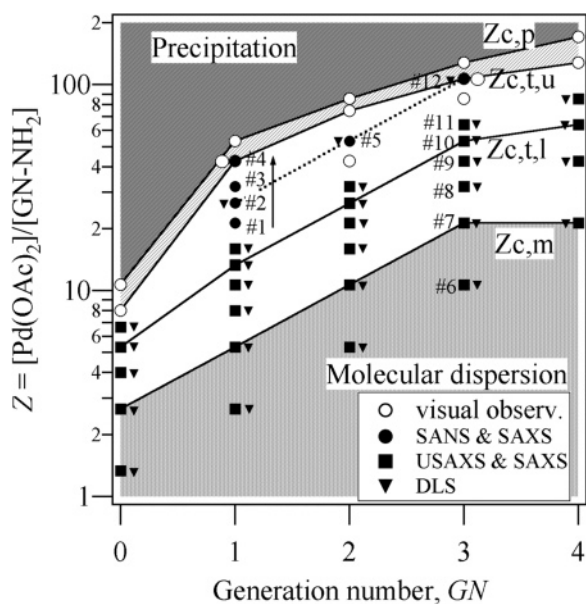 Precipitation
Zc,p
Zc,t,u
Zc,t,l
Zc,m
#12
#11
#10
#9
#8
#7
#6
#5
#4
#3
#2
#1
Molecular dispersion
visual observ.
SANS & SAXS
USAXS & SAXS
DLS
2
100
8
6
4
2
10
8
6
4
2
1
0 1 2 3 4
Generation number, GN
Z = [Pd(OAc)2]/[GN-NH2]